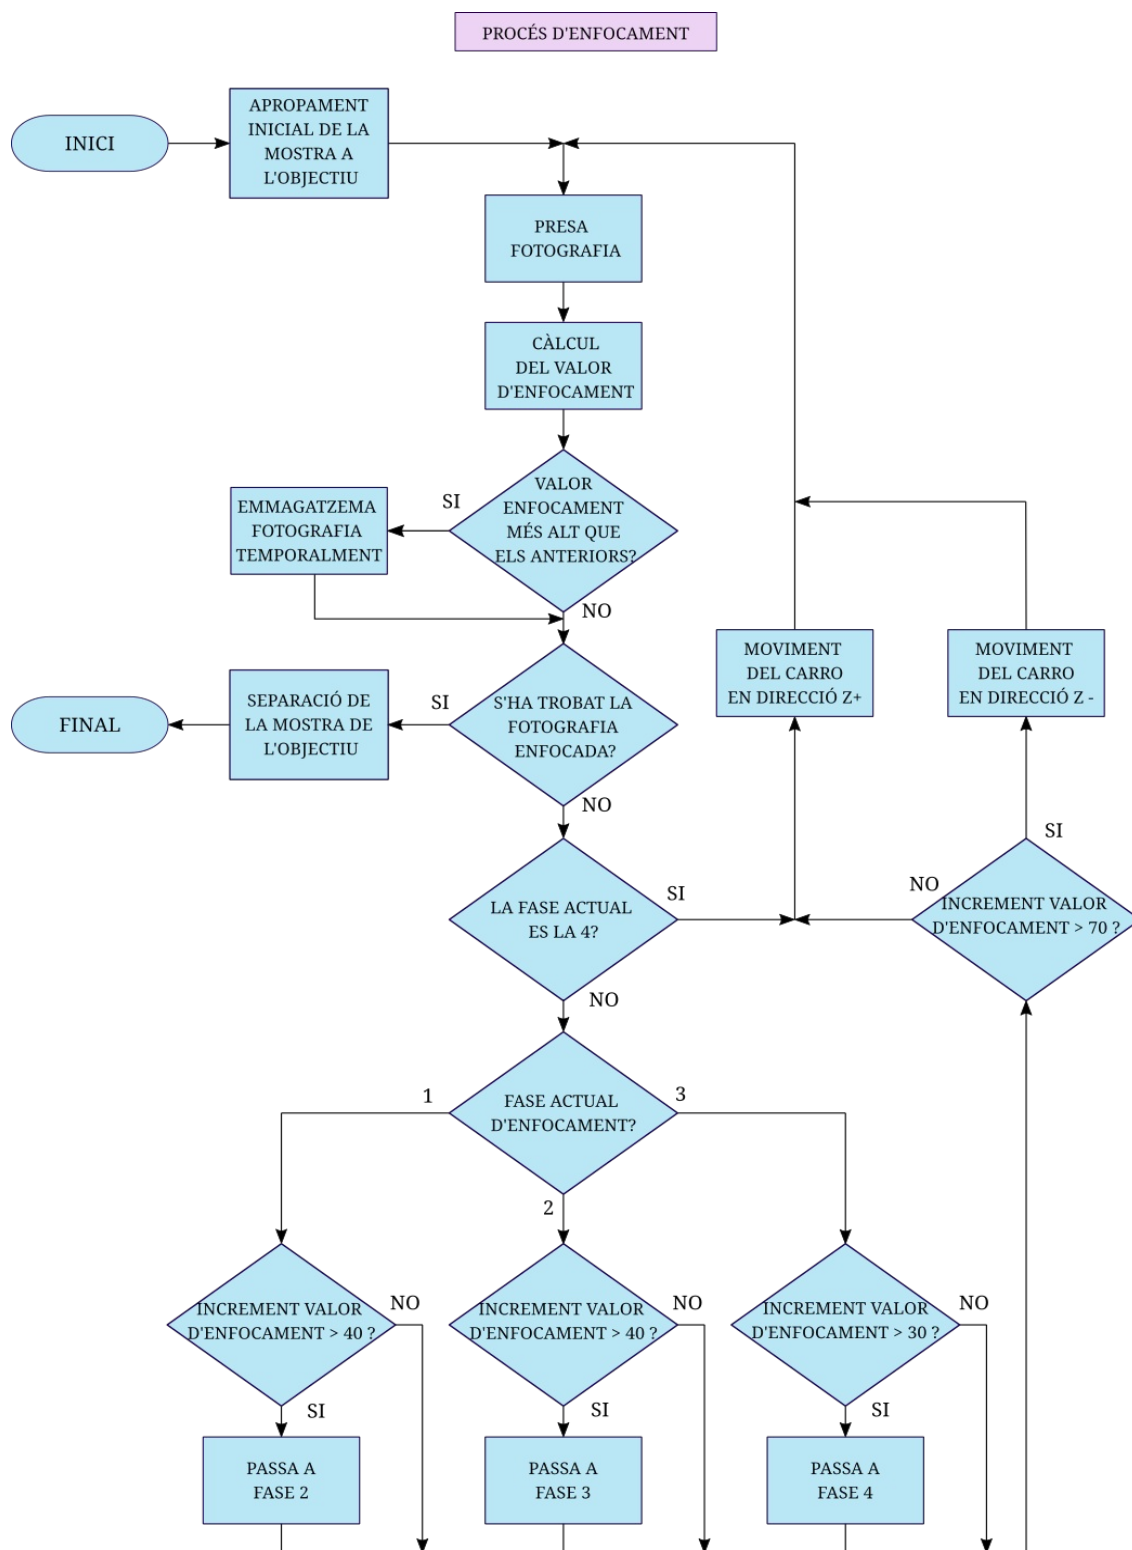 PROCÉS D'ENFOCAMENT
INICI
APROPAMENT
INICIAL DE LA
MOSTRA A
L'OBJECTIU
PRESA
FOTOGRAFIA
CÀLCUL
DEL VALOR
D'ENFOCAMENT
VALOR
ENFOCAMENT
MÉS ALT QUE
ELS ANTERIORS?
SI
EMMAGATZEMA
FOTOGRAFIA
TEMPORALMENT
NO
S'HA TROBAT LA
FOTOGRAFIA
ENFOCADA?
SI
SEPARACIÓ DE
LA MOSTRA DE
L'OBJECTIU
FINAL
NO
MOVIMENT
DEL CARRO
EN DIRECCIÓ Z+
MOVIMENT
DEL CARRO
EN DIRECCIÓ Z -
LA FASE ACTUAL
ES LA 4?
SI
NO
SI
NO
INCREMENT VALOR
D'ENFOCAMENT > 70 ?
FASE ACTUAL
D'ENFOCAMENT?
1
2
3
INCREMENT VALOR
D'ENFOCAMENT > 40 ?
NO
SI
INCREMENT VALOR
D'ENFOCAMENT > 40 ?
NO
SI
INCREMENT VALOR
D'ENFOCAMENT > 30 ?
NO
SI
PASSA A
FASE 2
PASSA A
FASE 3
PASSA A
FASE 4